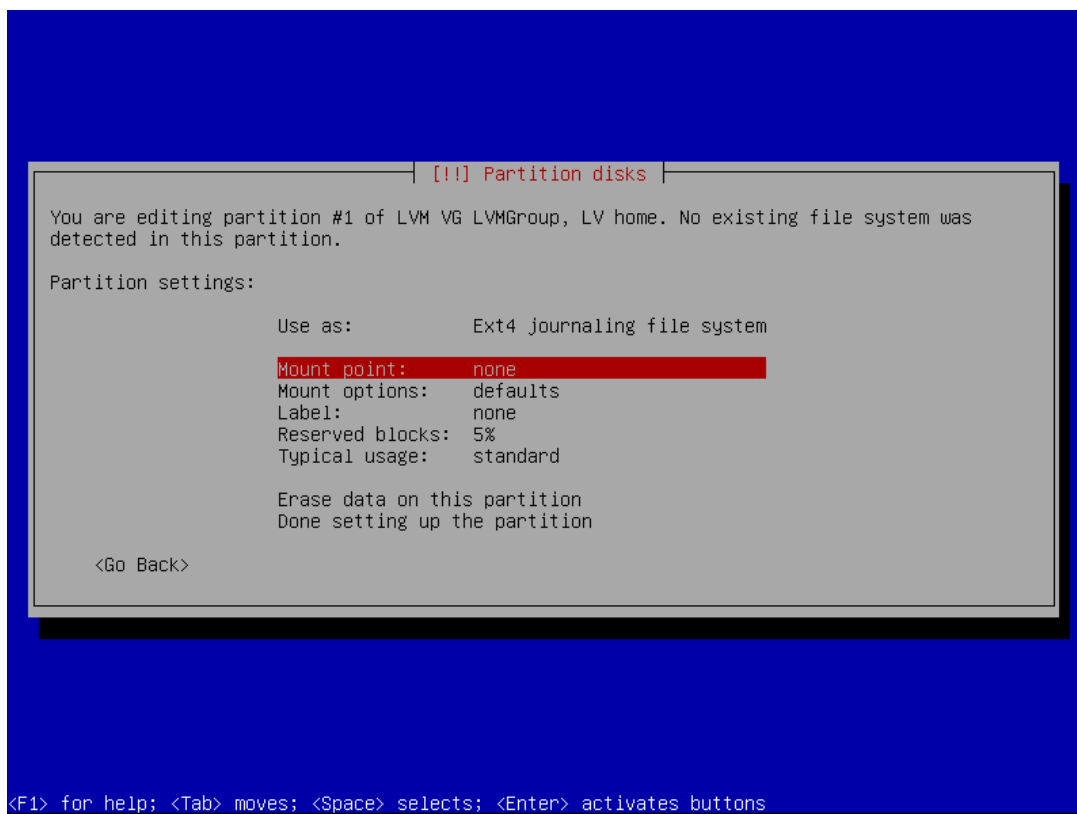 [!!] Partition disks
You are editing partition #1 of LVM VG LVMGroup, LV home. No existing file system was
detected in this partition.
Partition settings:
Use as: Ext4 journaling file system
Mount point: none
Mount options: defaults
Label: none
Reserved blocks: 5%
Typical usage: standard
Erase data on this partition
Done setting up the partition
<Go Back>
<F1> for help; <Tab> moves; <Space> selects; <Enter> activates buttons